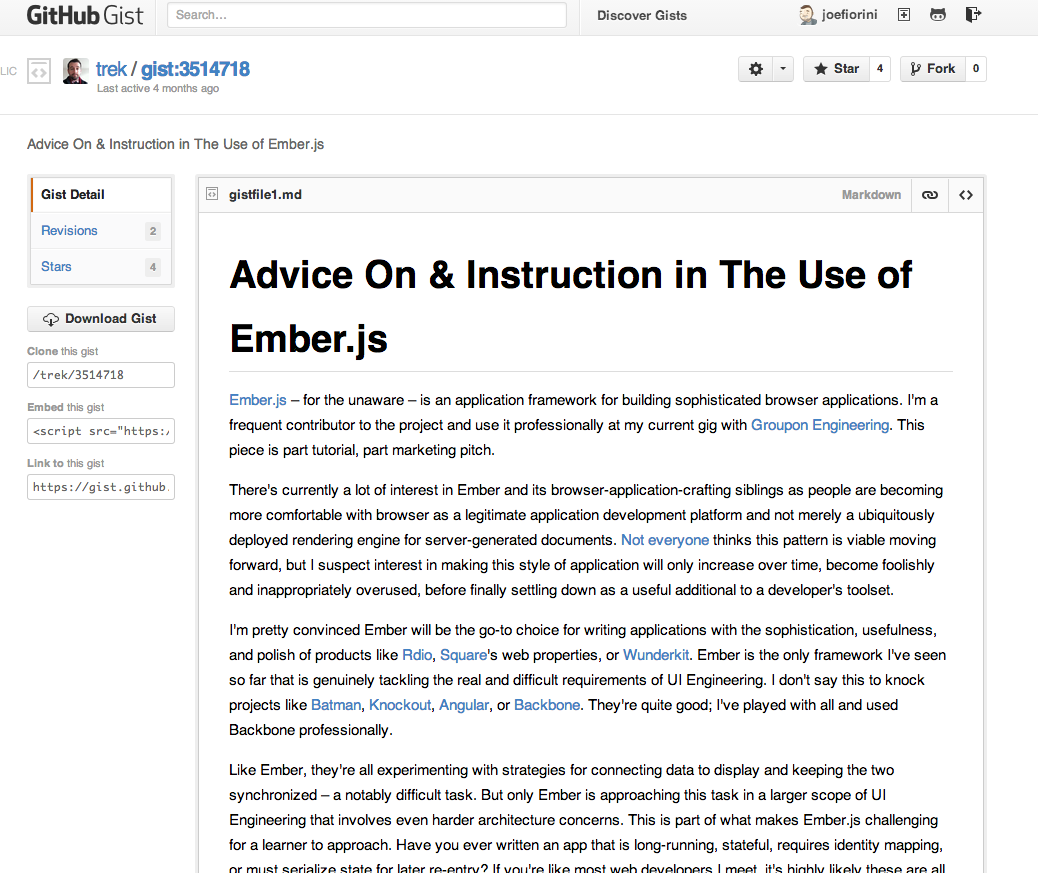 GitHub Gist Search... Discover Gists joefiorini
LIC trek / gist:3514718 Star 4 Fork 0
Last active 4 months ago
Advice On & Instruction in The Use of Ember.js
Gist Detail
Revisions 2
Stars 4
Download Gist
Clone this gist
/trek/3514718
Embed this gist
<script src="https:/
Link to this gist
https://gist.github.
gistfile1.md Markdown
Advice On & Instruction in The Use of
Ember.js
Ember.js – for the unaware – is an application framework for building sophisticated browser applications. I'm a
frequent contributor to the project and use it professionally at my current gig with Groupon Engineering. This
piece is part tutorial, part marketing pitch.
There's currently a lot of interest in Ember and its browser-application-crafting siblings as people are becoming
more comfortable with browser as a legitimate application development platform and not merely a ubiquitously
deployed rendering engine for server-generated documents. Not everyone thinks this pattern is viable moving
forward, but I suspect interest in making this style of application will only increase over time, become foolishly
and inappropriately overused, before finally settling down as a useful additional to a developer's toolset.
I'm pretty convinced Ember will be the go-to choice for writing applications with the sophistication, usefulness,
and polish of products like Rdio, Square's web properties, or Wunderkit. Ember is the only framework I've seen
so far that is genuinely tackling the real and difficult requirements of UI Engineering. I don't say this to knock
projects like Batman, Knockout, Angular, or Backbone. They're quite good; I've played with all and used
Backbone professionally.
Like Ember, they're all experimenting with strategies for connecting data to display and keeping the two
synchronized – a notably difficult task. But only Ember is approaching this task in a larger scope of UI
Engineering that involves even harder architecture concerns. This is part of what makes Ember.js challenging
for a learner to approach. Have you ever written an app that is long-running, stateful, requires identity mapping,
or must serialize state for later re-entry? If you're like most web developers I meet, it's highly likely these are all